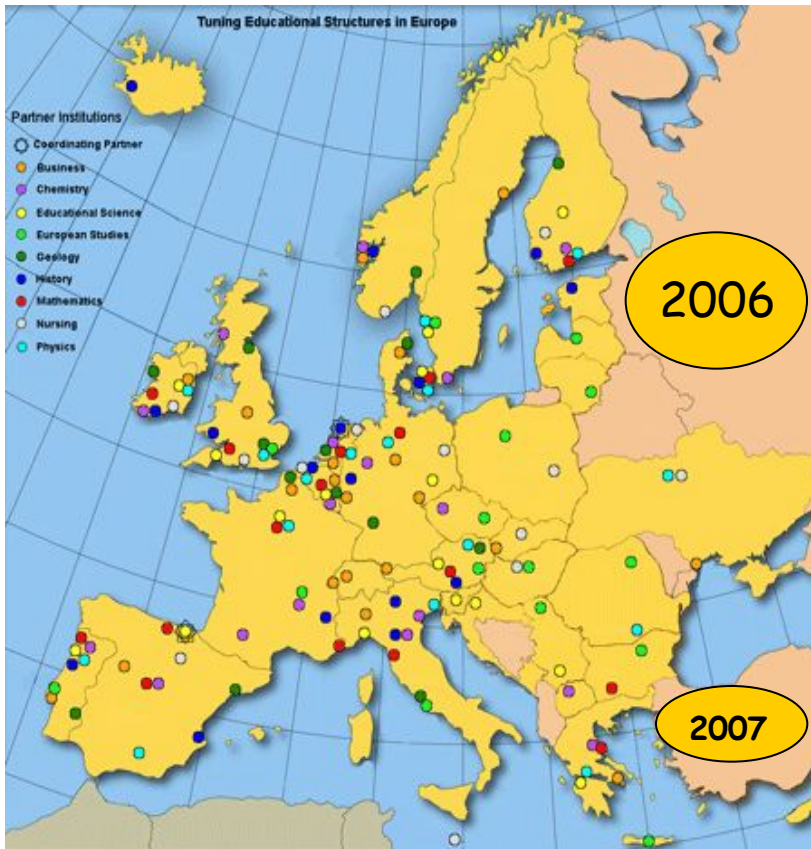 Tuning Educational Structures in Europe
Partner Institutions
Coordinating Partner
Business
Chemistry
Educational Science
European Studies
Geology
History
Mathematics
Nursing
Physics
2006
2007